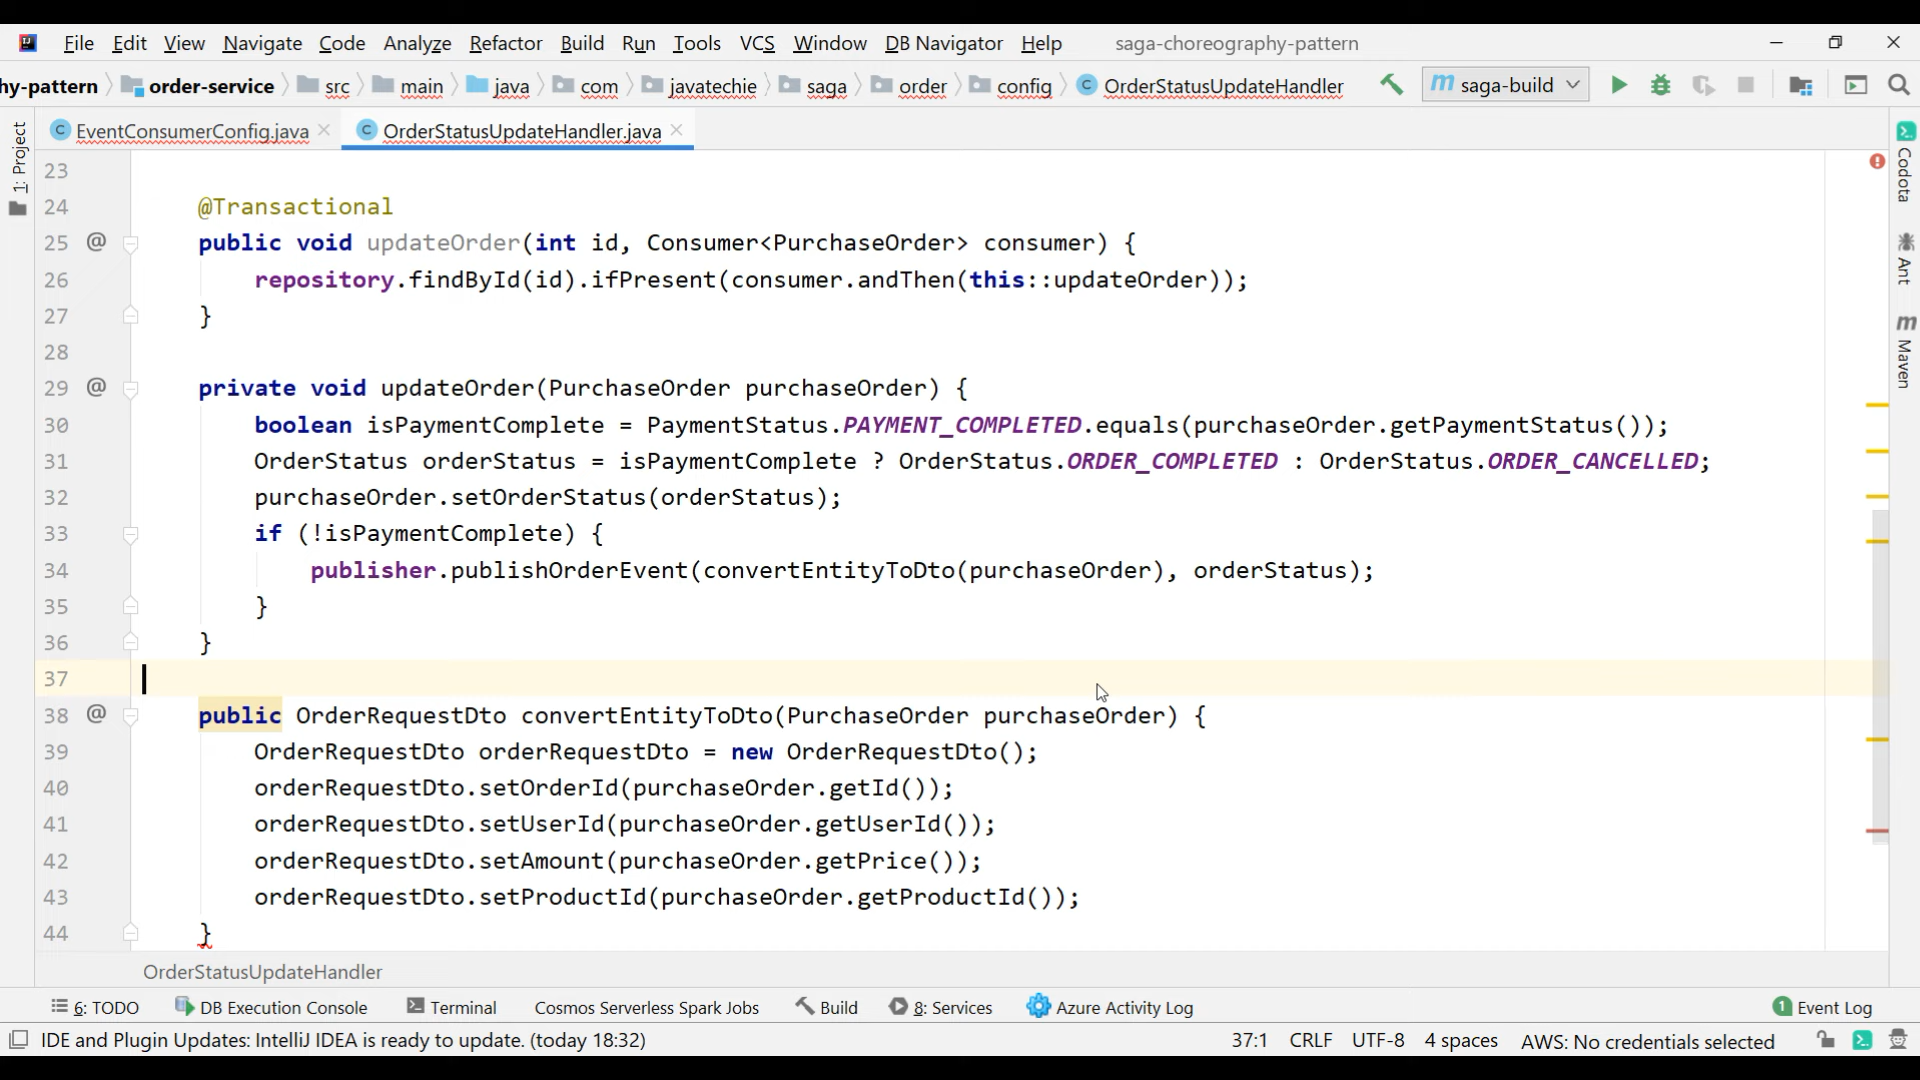 File Edit View Navigate Code Analyze Refactor Build Run Tools VCS Window DB Navigator Help saga-choreography-pattern
hy-pattern order-service src main java com javatechie saga order config OrderStatusUpdateHandler saga-build
EventConsumerConfig.java OrderStatusUpdateHandler.java
1: Project
Codota
Ant
Maven
23
24 @Transactional
25 public void updateOrder(int id, Consumer<PurchaseOrder> consumer) {
26 repository.findById(id).ifPresent(consumer.andThen(this::updateOrder));
27 }
28
29 private void updateOrder(PurchaseOrder purchaseOrder) {
30 boolean isPaymentComplete = PaymentStatus.PAYMENT_COMPLETED.equals(purchaseOrder.getPaymentStatus());
31 OrderStatus orderStatus = isPaymentComplete ? OrderStatus.ORDER_COMPLETED : OrderStatus.ORDER_CANCELLED;
32 purchaseOrder.setOrderStatus(orderStatus);
33 if (!isPaymentComplete) {
34 publisher.publishOrderEvent(convertEntityToDto(purchaseOrder), orderStatus);
35 }
36 }
37
38 public OrderRequestDto convertEntityToDto(PurchaseOrder purchaseOrder) {
39 OrderRequestDto orderRequestDto = new OrderRequestDto();
40 orderRequestDto.setOrderId(purchaseOrder.getId());
41 orderRequestDto.setUserId(purchaseOrder.getUserId());
42 orderRequestDto.setAmount(purchaseOrder.getPrice());
43 orderRequestDto.setProductId(purchaseOrder.getProductId());
44 }
OrderStatusUpdateHandler
6: TODO DB Execution Console Terminal Cosmos Serverless Spark Jobs Build 8: Services Azure Activity Log 1 Event Log
IDE and Plugin Updates: IntelliJ IDEA is ready to update. (today 18:32) 37:1 CRLF UTF-8 4 spaces AWS: No credentials selected